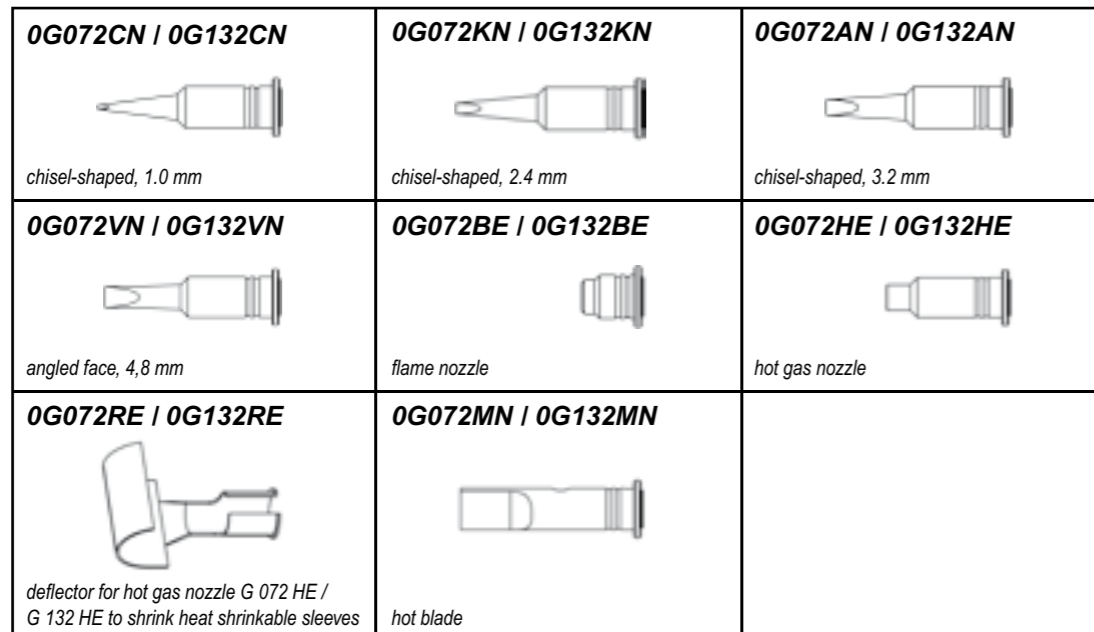 0G072CN / 0G132CN
chisel-shaped, 1.0 mm
0G072KN / 0G132KN
chisel-shaped, 2.4 mm
0G072AN / 0G132AN
chisel-shaped, 3.2 mm
0G072VN / 0G132VN
angled face, 4,8 mm
0G072BE / 0G132BE
flame nozzle
0G072HE / 0G132HE
hot gas nozzle
0G072RE / 0G132RE
deflector for hot gas nozzle G 072 HE /
G 132 HE to shrink heat shrinkable sleeves
0G072MN / 0G132MN
hot blade